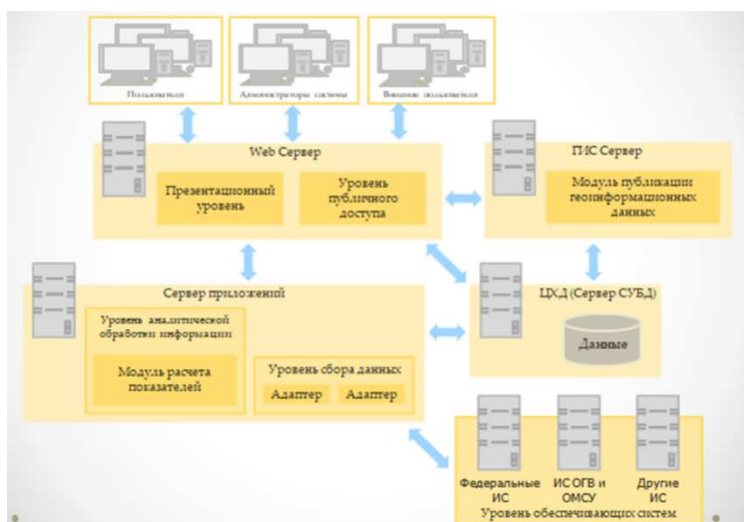 Пользователи
Администраторы системы
Внешние пользователи
Web Сервер
Презентационный
уровень
Уровень
публичного
доступа
ГИС Сервер
Модуль публикации
геоинформационных
данных
Сервер приложений
Уровень аналитической
обработки информации
Модуль расчета
показателей
Уровень сбора данных
Адаптер
Адаптер
ЦХД (Сервер СУБД)
Данные
Федеральные
ИС
ИС ОГВ и
ОМСУ
Другие
ИС
Уровень обеспечивающих систем